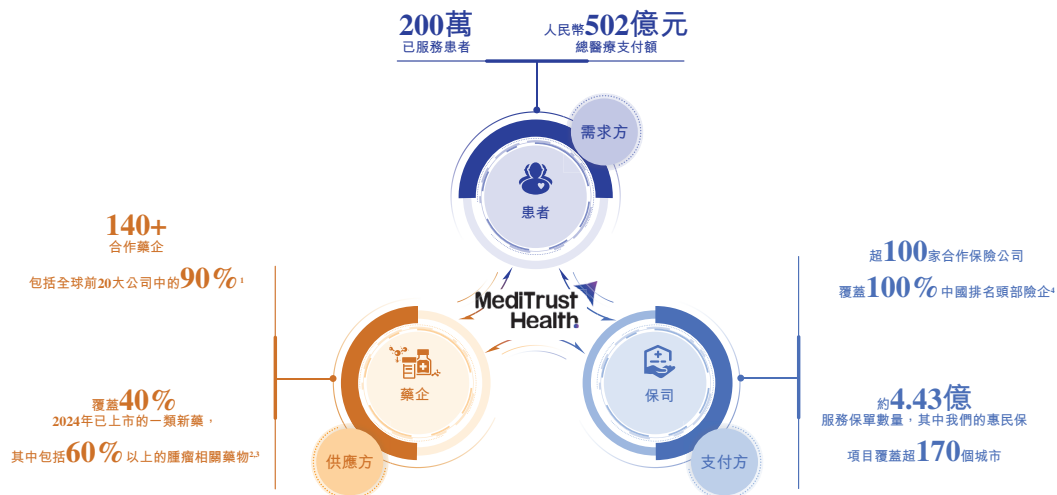 200萬
已服務患者
人民幣502億元
總醫療支付額
需求方
患者
140+
合作藥企
包括全球前20大公司中的90%1
覆蓋40%
2024年已上市的一類新藥，
其中包括60%以上的腫瘤相關藥物2,3
MediTrust
Health
藥企
供應方
保司
支付方
超100家合作保險公司
覆蓋100%中國排名頭部險企4
約4.43億
服務保單數量，其中我們的惠民保
項目覆蓋超170個城市